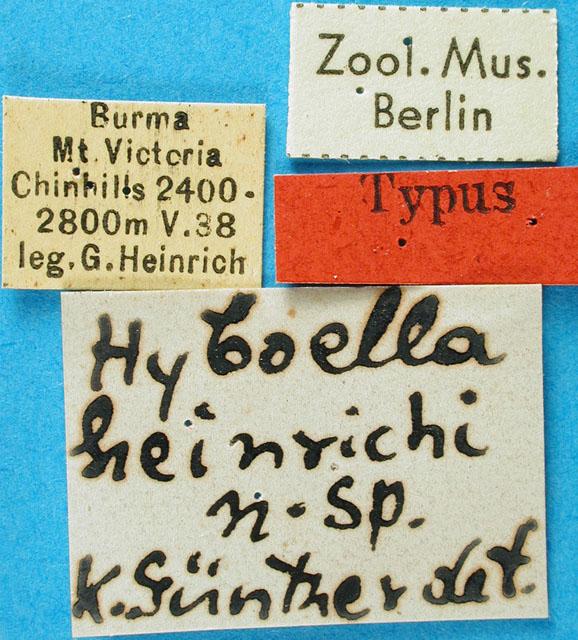 Zool. Mus.
Berlin
Burma
Mt. Victoria
Chinhills 2400-
2800m V.38
leg. G. Heinrich
Typus
Hyboella
heinrichi
n. sp.
K. Günther det.